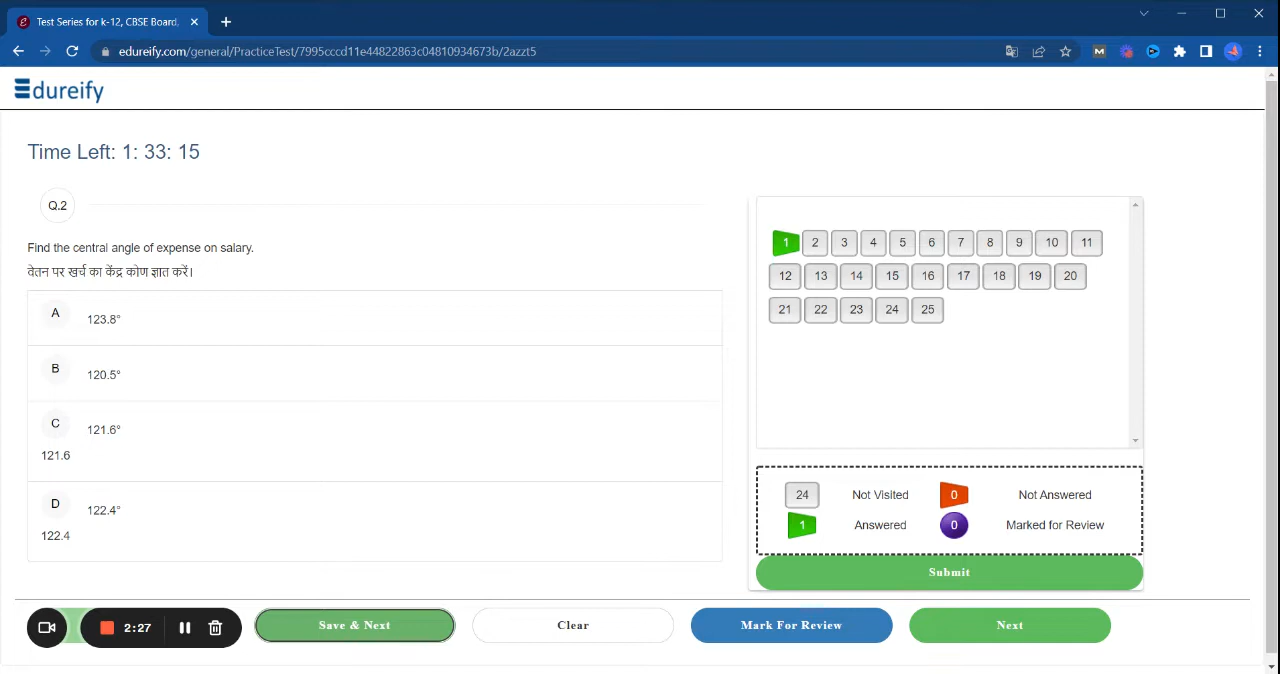 Test Series for k-12, CBSE Board,
edureify.com/general/PracticeTest/7995cccd11e44822863c04810934673b/2azzt5
Edureify
Time Left: 1: 33: 15
Q.2
Find the central angle of expense on salary.
वेतन पर खर्च का केंद्र कोण ज्ञात करें।
A
123.8°
B
120.5°
C
121.6°
121.6
D
122.4°
122.4
1 2 3 4 5 6 7 8 9 10 11
12 13 14 15 16 17 18 19 20
21 22 23 24 25
24 Not Visited 0 Not Answered
1 Answered 0 Marked for Review
Submit
2:27
Save & Next
Clear
Mark For Review
Next